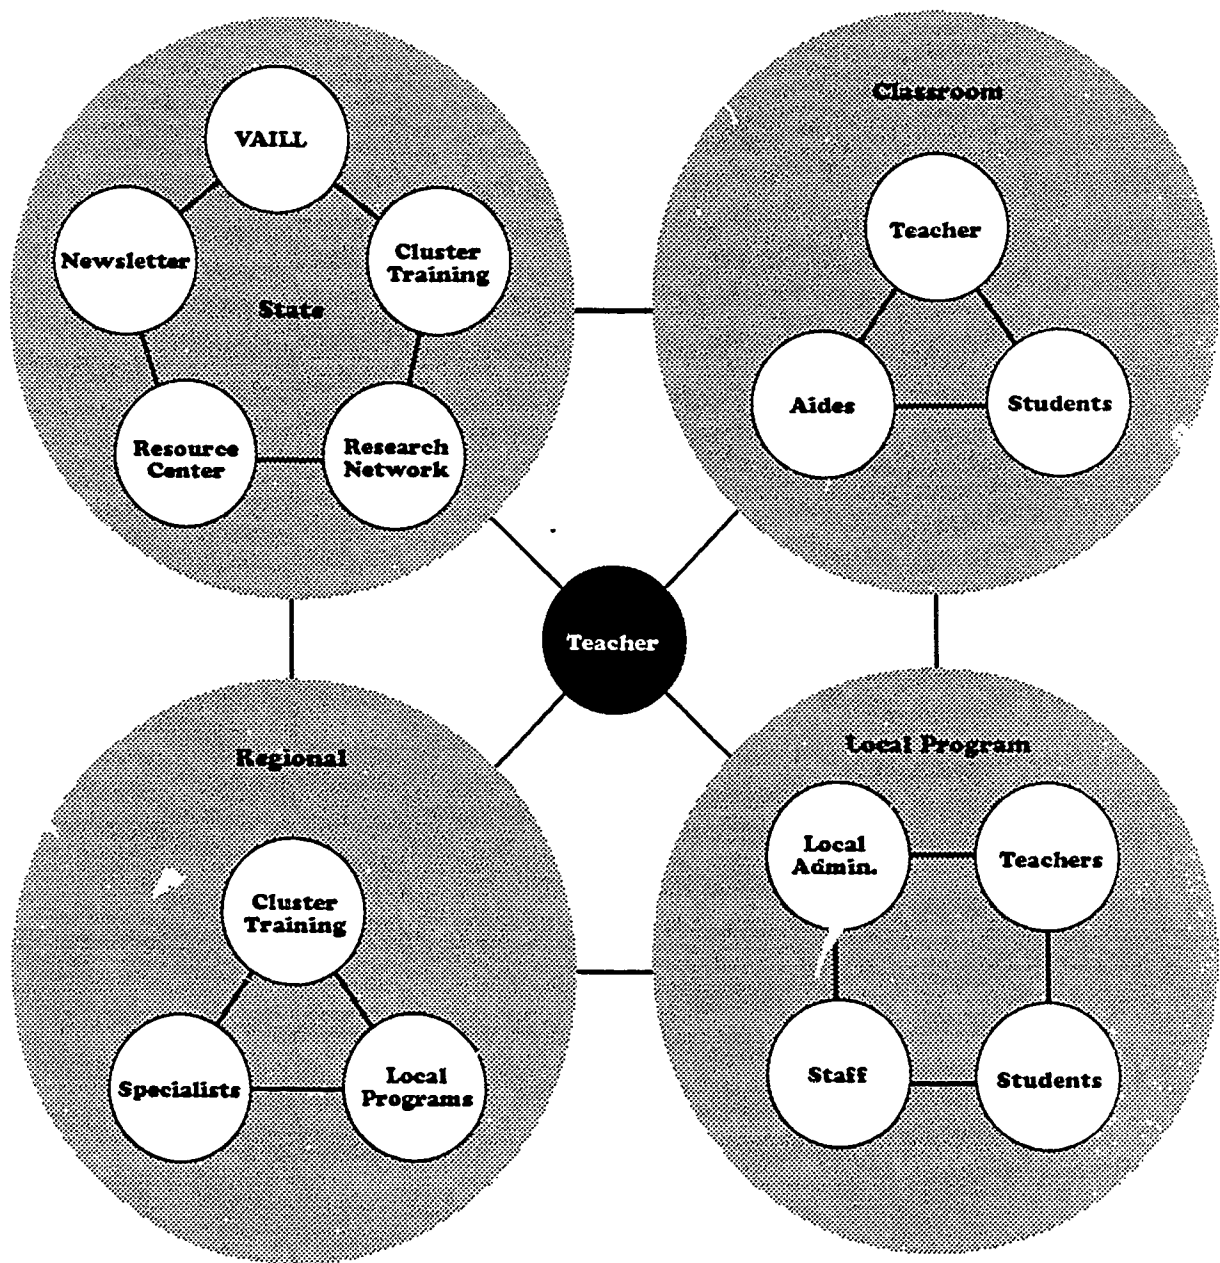 VAILL
Newsletter
Cluster
Training
State
Resource
Center
Research
Network
Classroom
Teacher
Aides
Students
Teacher
Regional
Cluster
Training
Specialists
Local
Programs
Local Program
Local
Admin.
Teachers
Staff
Students